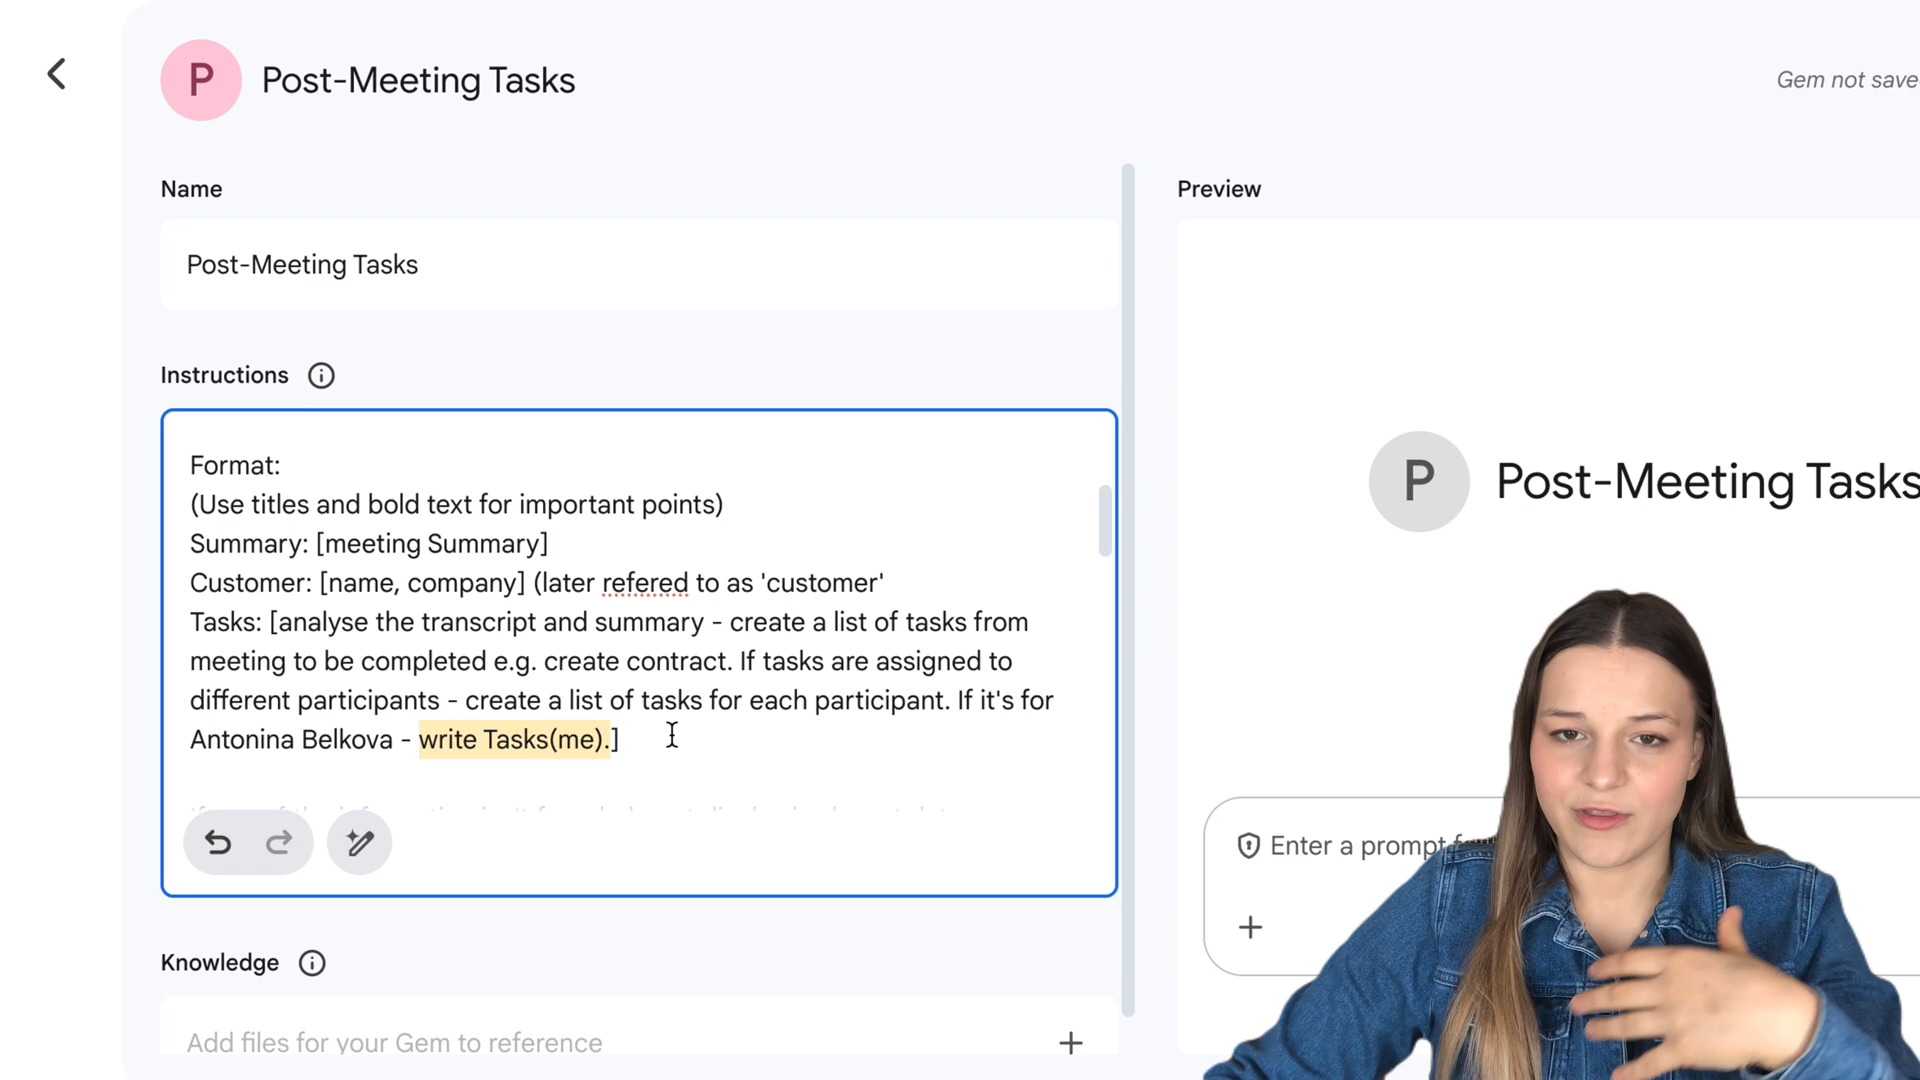 P
Post-Meeting Tasks
Gem not save
Name
Post-Meeting Tasks
Instructions
Format:
(Use titles and bold text for important points)
Summary: [meeting Summary]
Customer: [name, company] (later refered to as 'customer'
Tasks: [analyse the transcript and summary - create a list of tasks from
meeting to be completed e.g. create contract. If tasks are assigned to
different participants - create a list of tasks for each participant. If it's for
Antonina Belkova - write Tasks(me).]
Knowledge
Add files for your Gem to reference
Preview
P
Post-Meeting Tasks
Enter a prompt